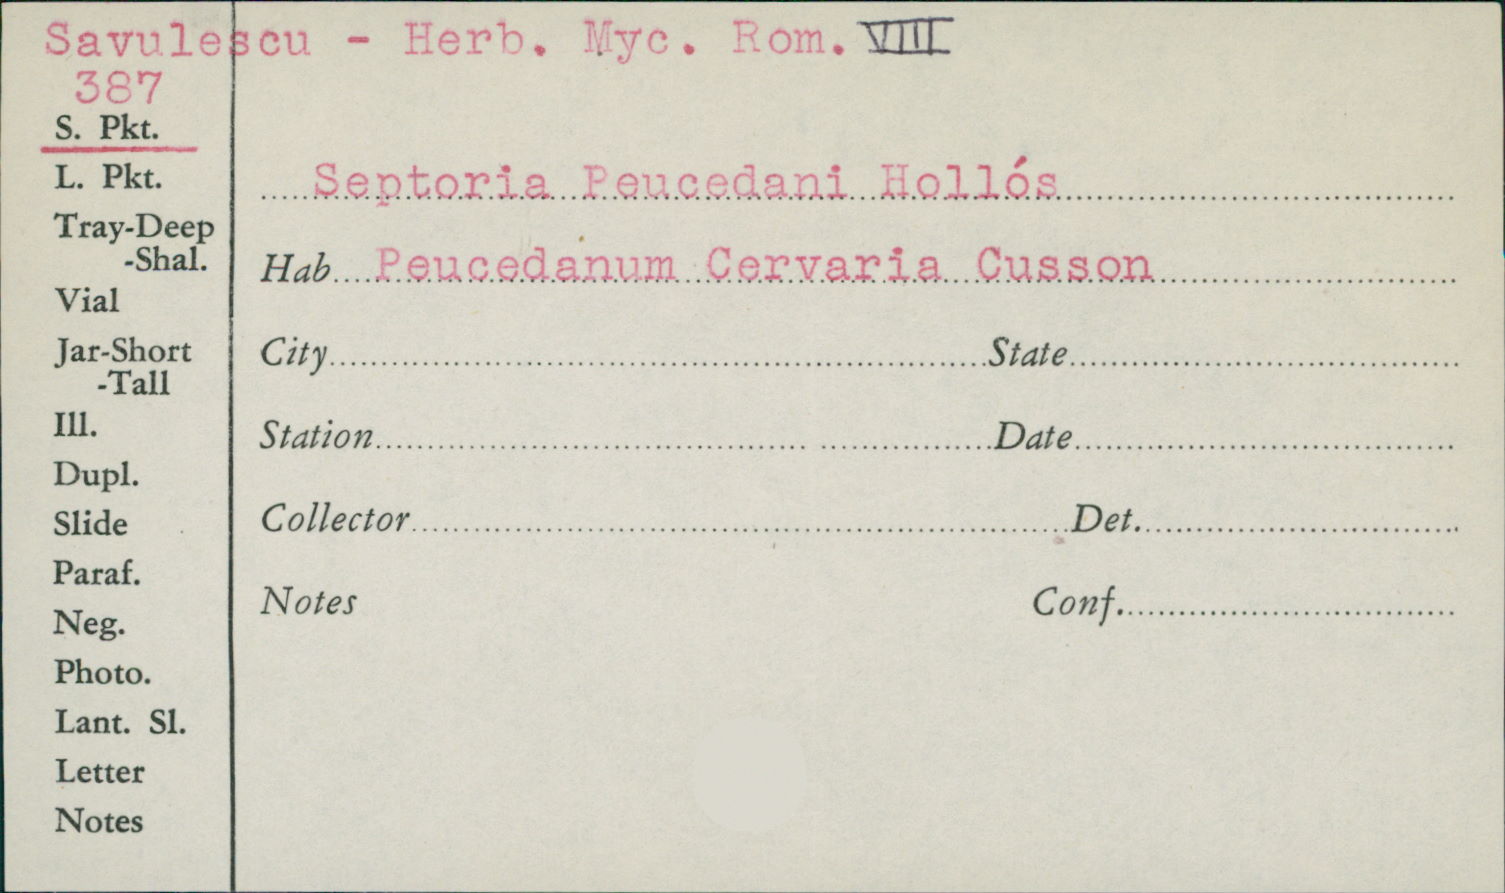 Savulescu - Herb. Myc. Rom. VIII
387
S. Pkt.
L. Pkt.
Tray-Deep
-Shal.
Vial
Jar-Short
-Tall
Ill.
Dupl.
Slide
Paraf.
Neg.
Photo.
Lant. Sl.
Letter
Notes
Septoria Peucedani Hollós
Hab. Peucedanum Cervaria Cusson
City State
Station Date
Collector Det.
Notes Conf.